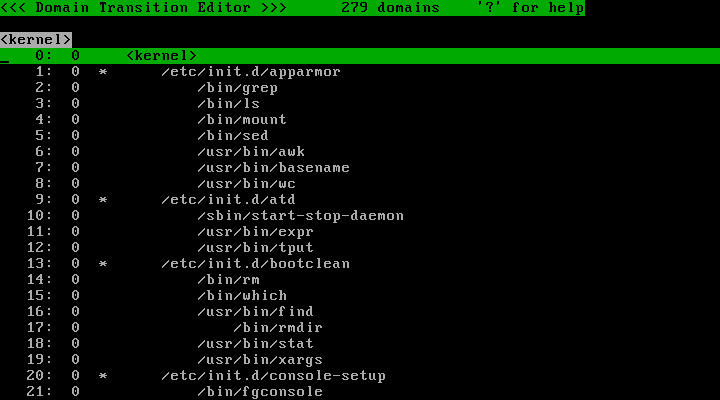 <<< Domain Transition Editor >>>      279 domains    '?' for help
<kernel>
0:  0     <kernel>
1:  0  *      /etc/init.d/apparmor
2:  0             /bin/grep
3:  0             /bin/ls
4:  0             /bin/mount
5:  0             /bin/sed
6:  0             /usr/bin/awk
7:  0             /usr/bin/basename
8:  0             /usr/bin/wc
9:  0  *      /etc/init.d/atd
10:  0             /sbin/start-stop-daemon
11:  0             /usr/bin/expr
12:  0             /usr/bin/tput
13:  0  *      /etc/init.d/bootclean
14:  0             /bin/rm
15:  0             /bin/which
16:  0             /usr/bin/find
17:  0                 /bin/rmdir
18:  0             /usr/bin/stat
19:  0             /usr/bin/xargs
20:  0  *      /etc/init.d/console-setup
21:  0             /bin/fgconsole